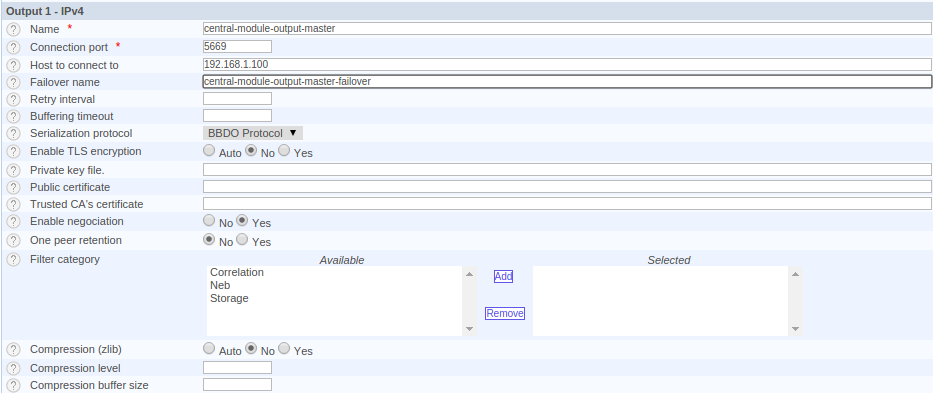 Output 1 - IPv4
? Name * central-module-output-master
? Connection port * 5669
? Host to connect to 192.168.1.100
? Failover name central-module-output-master-failover
? Retry interval
? Buffering timeout
? Serialization protocol BBDO Protocol ▼
? Enable TLS encryption Auto No Yes
? Private key file.
? Public certificate
? Trusted CA's certificate
? Enable negociation No Yes
? One peer retention No Yes
? Filter category Available Selected
Correlation Add
Neb
Storage
Remove
? Compression (zlib) Auto No Yes
? Compression level
? Compression buffer size